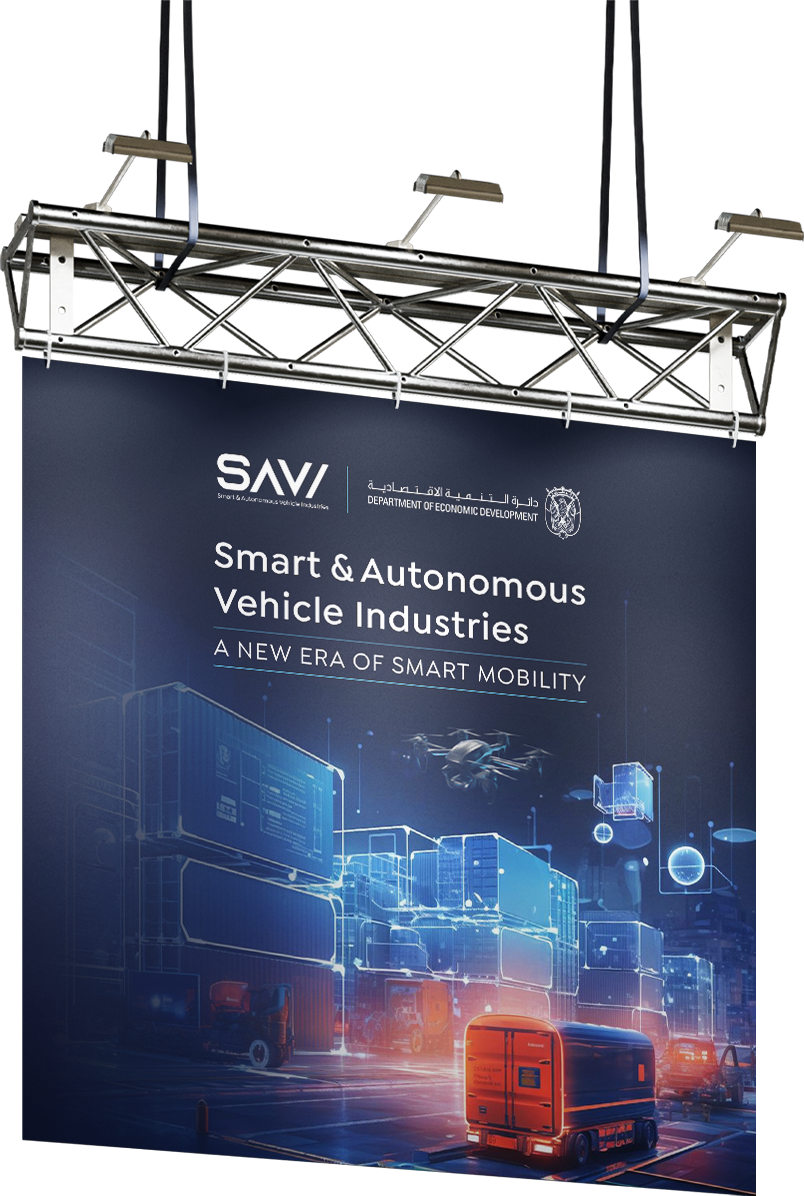 SAVI
Smart & Autonomous Vehicle Industries
دائرة التنمية الاقتصادية
DEPARTMENT OF ECONOMIC DEVELOPMENT
Smart & Autonomous
Vehicle Industries
A NEW ERA OF SMART MOBILITY